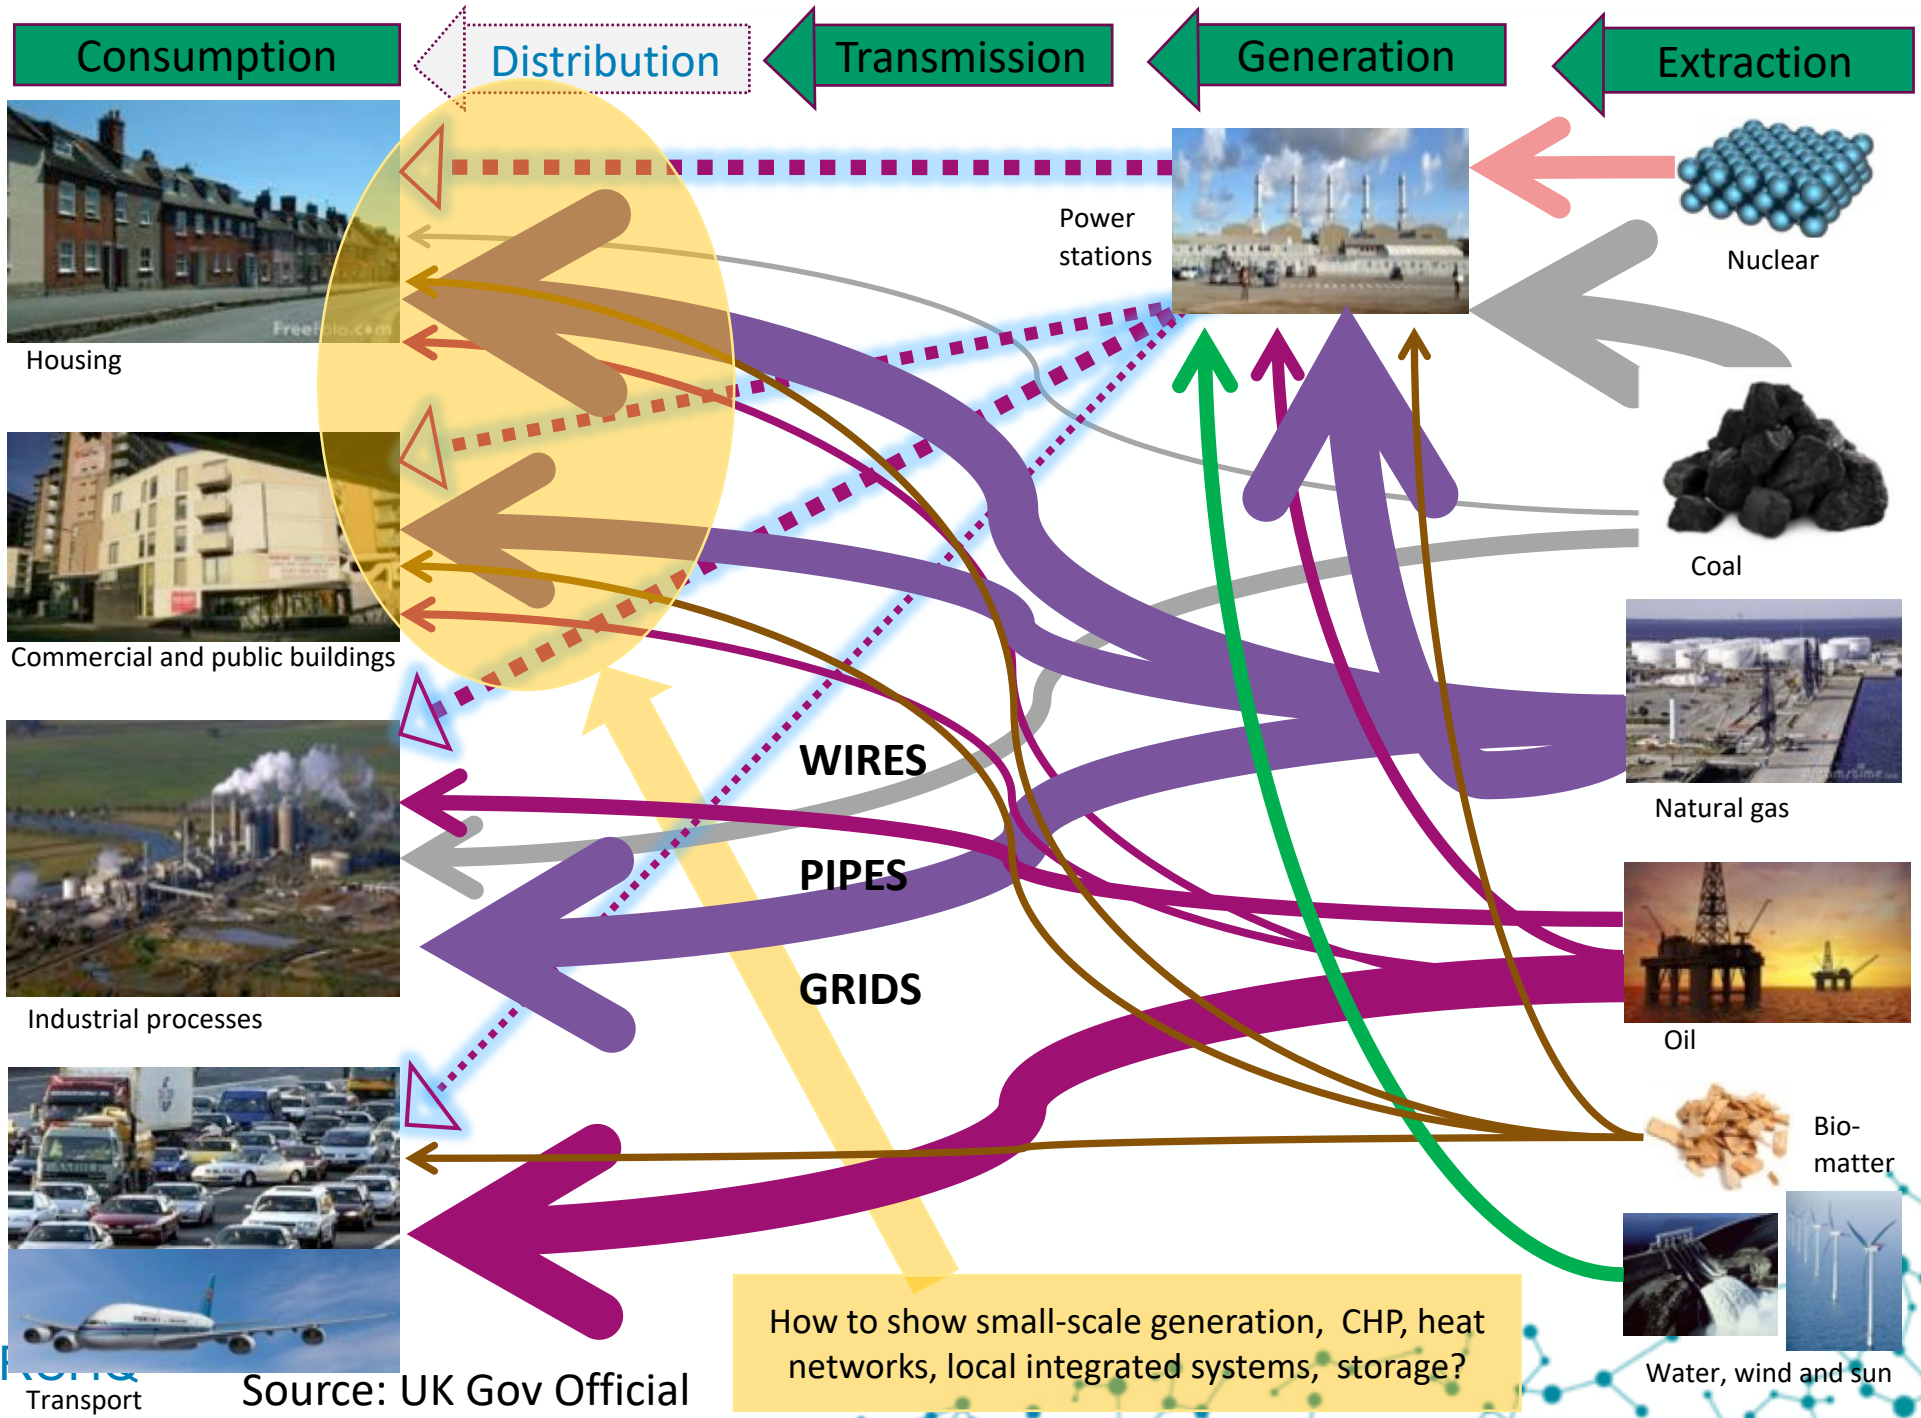 Consumption
Distribution
Transmission
Generation
Extraction
Power
stations
Nuclear
Housing
Coal
Commercial and public buildings
WIRES
Natural gas
PIPES
GRIDS
Industrial processes
Oil
Bio-
matter
How to show small-scale generation, CHP, heat
networks, local integrated systems, storage?
Water, wind and sun
Transport
Source: UK Gov Official